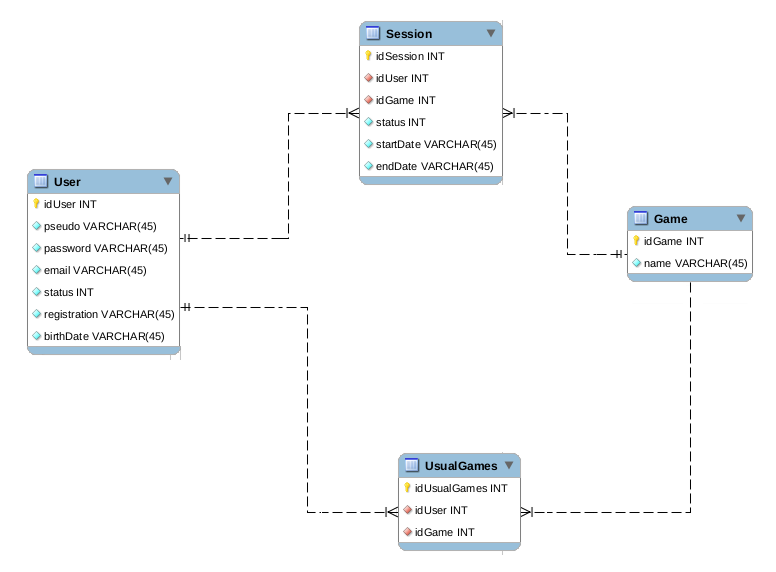 Session
idSession INT
idUser INT
idGame INT
status INT
startDate VARCHAR(45)
endDate VARCHAR(45)
User
idUser INT
pseudo VARCHAR(45)
password VARCHAR(45)
email VARCHAR(45)
status INT
registration VARCHAR(45)
birthDate VARCHAR(45)
Game
idGame INT
name VARCHAR(45)
UsualGames
idUsualGames INT
idUser INT
idGame INT